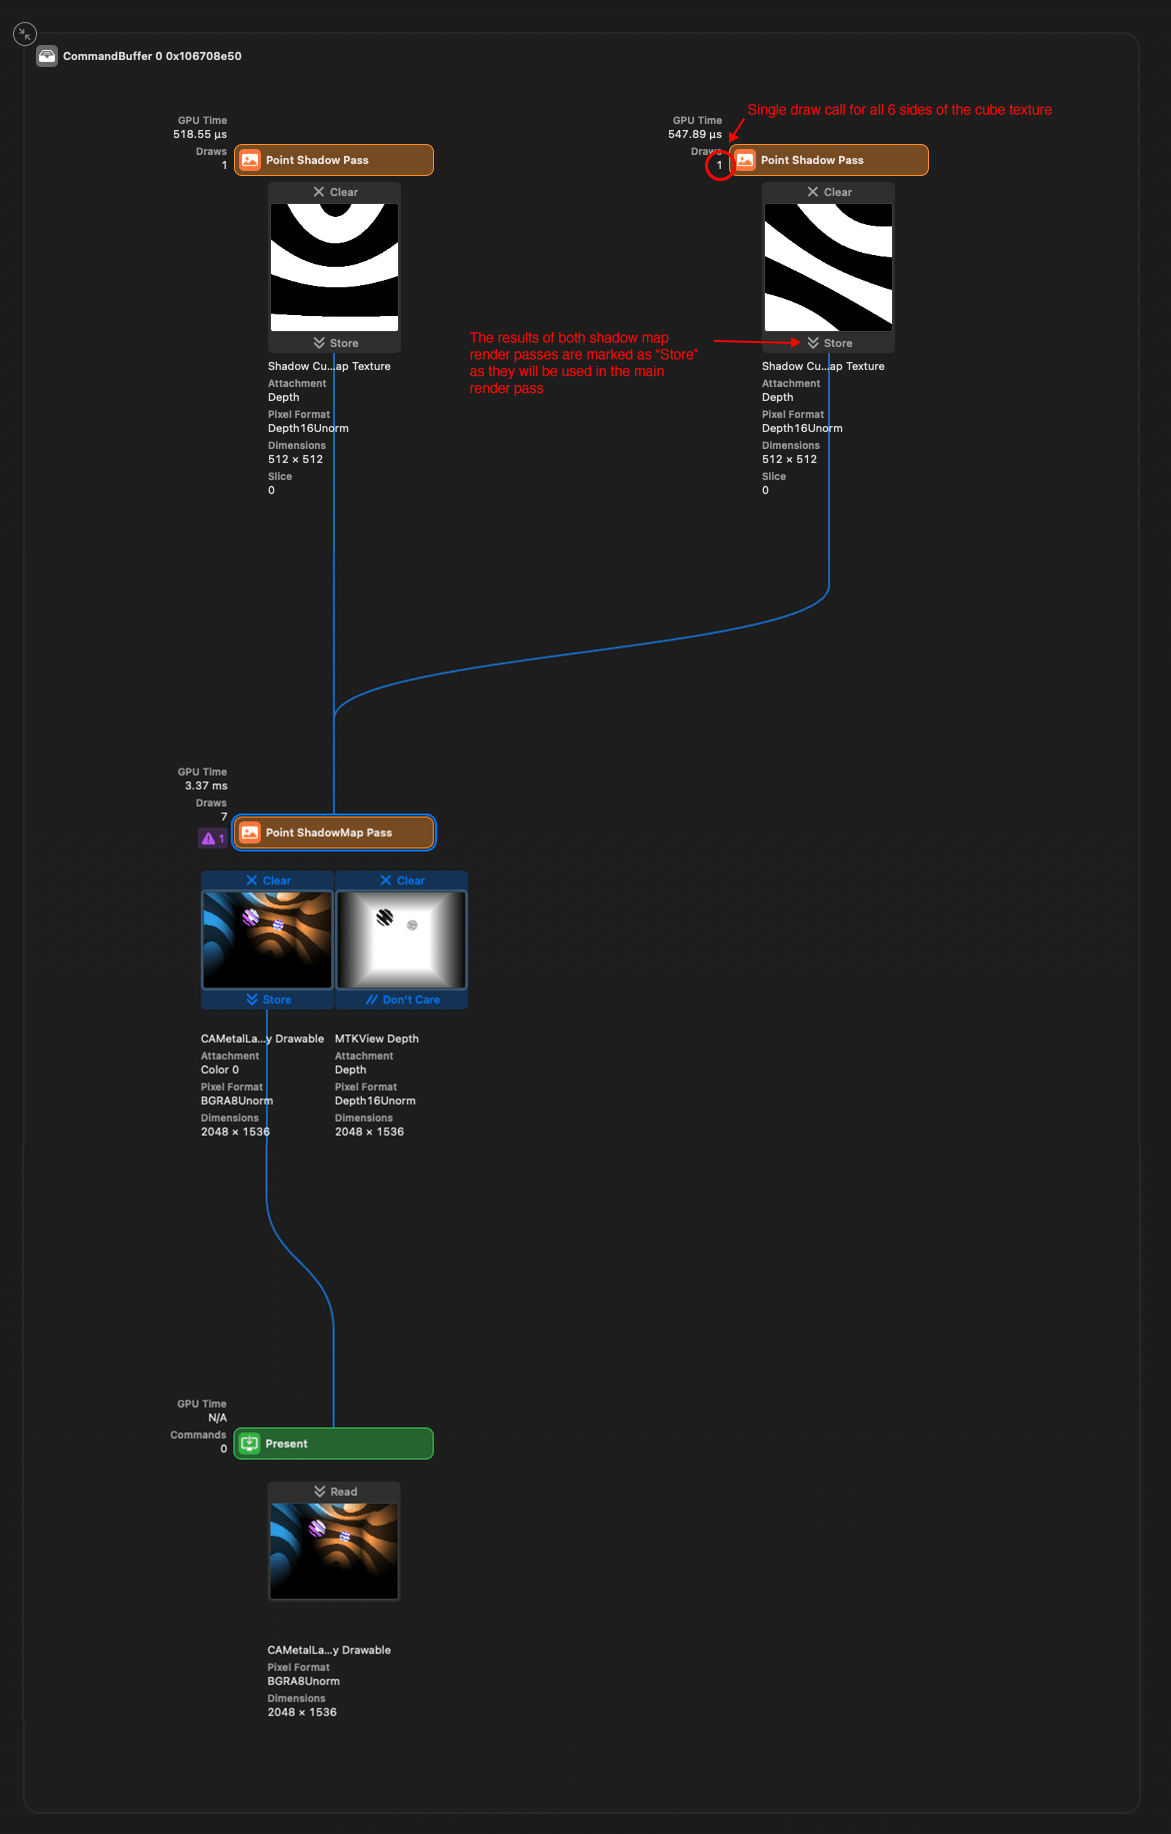 CommandBuffer 0 0x106708e50
Single draw call for all 6 sides of the cube texture
GPU Time
518.55 µs
Draws
1
Point Shadow Pass
Clear
Store
Shadow Cu...ap Texture
Attachment
Depth
Pixel Format
Depth16Unorm
Dimensions
512 × 512
Slice
0
GPU Time
547.89 µs
Draws
1
Point Shadow Pass
Clear
Store
The results of both shadow map
render passes are marked as “Store”
as they will be used in the main
render pass
Shadow Cu...ap Texture
Attachment
Depth
Pixel Format
Depth16Unorm
Dimensions
512 × 512
Slice
0
GPU Time
3.37 ms
Draws
7
1
Point ShadowMap Pass
Clear
Store
CAMetalLa...y Drawable
Attachment
Color 0
Pixel Format
BGRA8Unorm
Dimensions
2048 × 1536
Clear
Don't Care
MTKView Depth
Attachment
Depth
Pixel Format
Depth16Unorm
Dimensions
2048 × 1536
GPU Time
N/A
Commands
0
Present
Read
CAMetalLa...y Drawable
Pixel Format
BGRA8Unorm
Dimensions
2048 × 1536